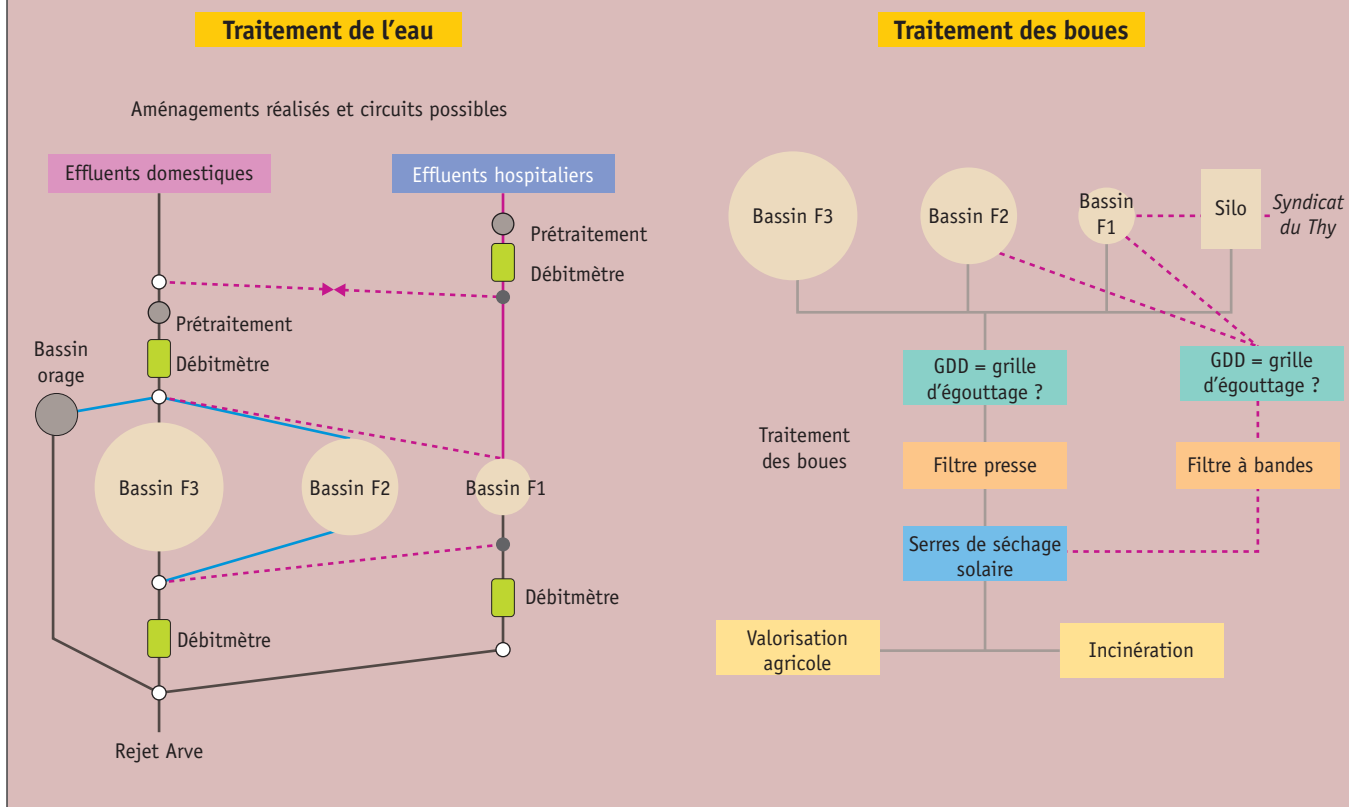 Traitement de l'eau
Aménagements réalisés et circuits possibles
Effluents domestiques
Effluents hospitaliers
Prétraitement
Débitmètre
Prétraitement
Débitmètre
Bassin
orage
Bassin F3
Bassin F2
Bassin F1
Débitmètre
Débitmètre
Rejet Arve
Traitement des boues
Bassin F3
Bassin F2
Bassin
F1
Silo
Syndicat
du Thy
GDD = grille
d'égouttage ?
GDD = grille
d'égouttage ?
Traitement
des boues
Filtre presse
Filtre à bandes
Serres de séchage
solaire
Valorisation
agricole
Incinération